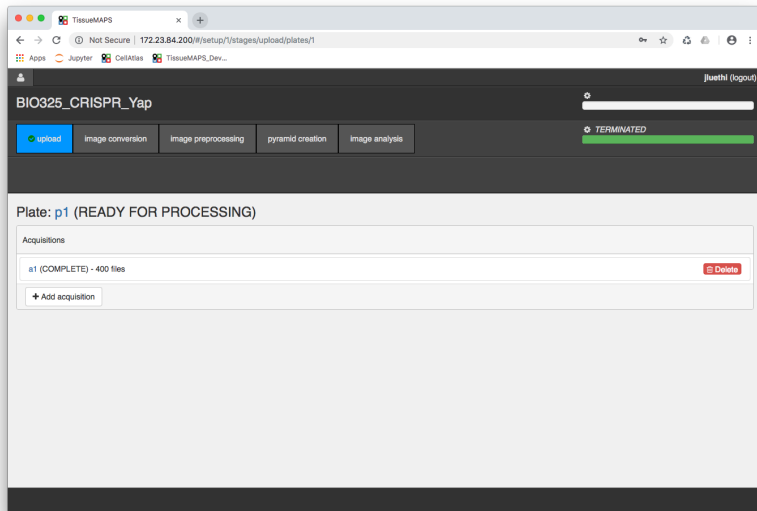 TissueMAPS
Not Secure | 172.23.84.200/#/setup/1/stages/upload/plates/1
Apps Jupyter CellAtlas TissueMAPS_Dev...
jluethi (logout)
BIO325_CRISPR_Yap
upload image conversion image preprocessing pyramid creation image analysis
TERMINATED
Plate: p1 (READY FOR PROCESSING)
Acquisitions
a1 (COMPLETE) - 400 files Delete
+ Add acquisition